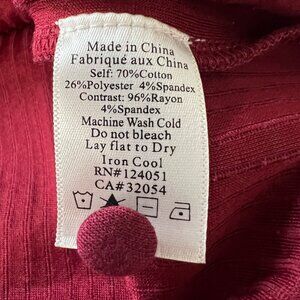 Made in China
Fabriqué aux China
Self: 70%Cotton
26%Polyester 4%Spandex
Contrast: 96%Rayon
4%Spandex
Machine Wash Cold
Do not bleach
Lay flat to Dry
Iron Cool
RN#124051
CA#32054